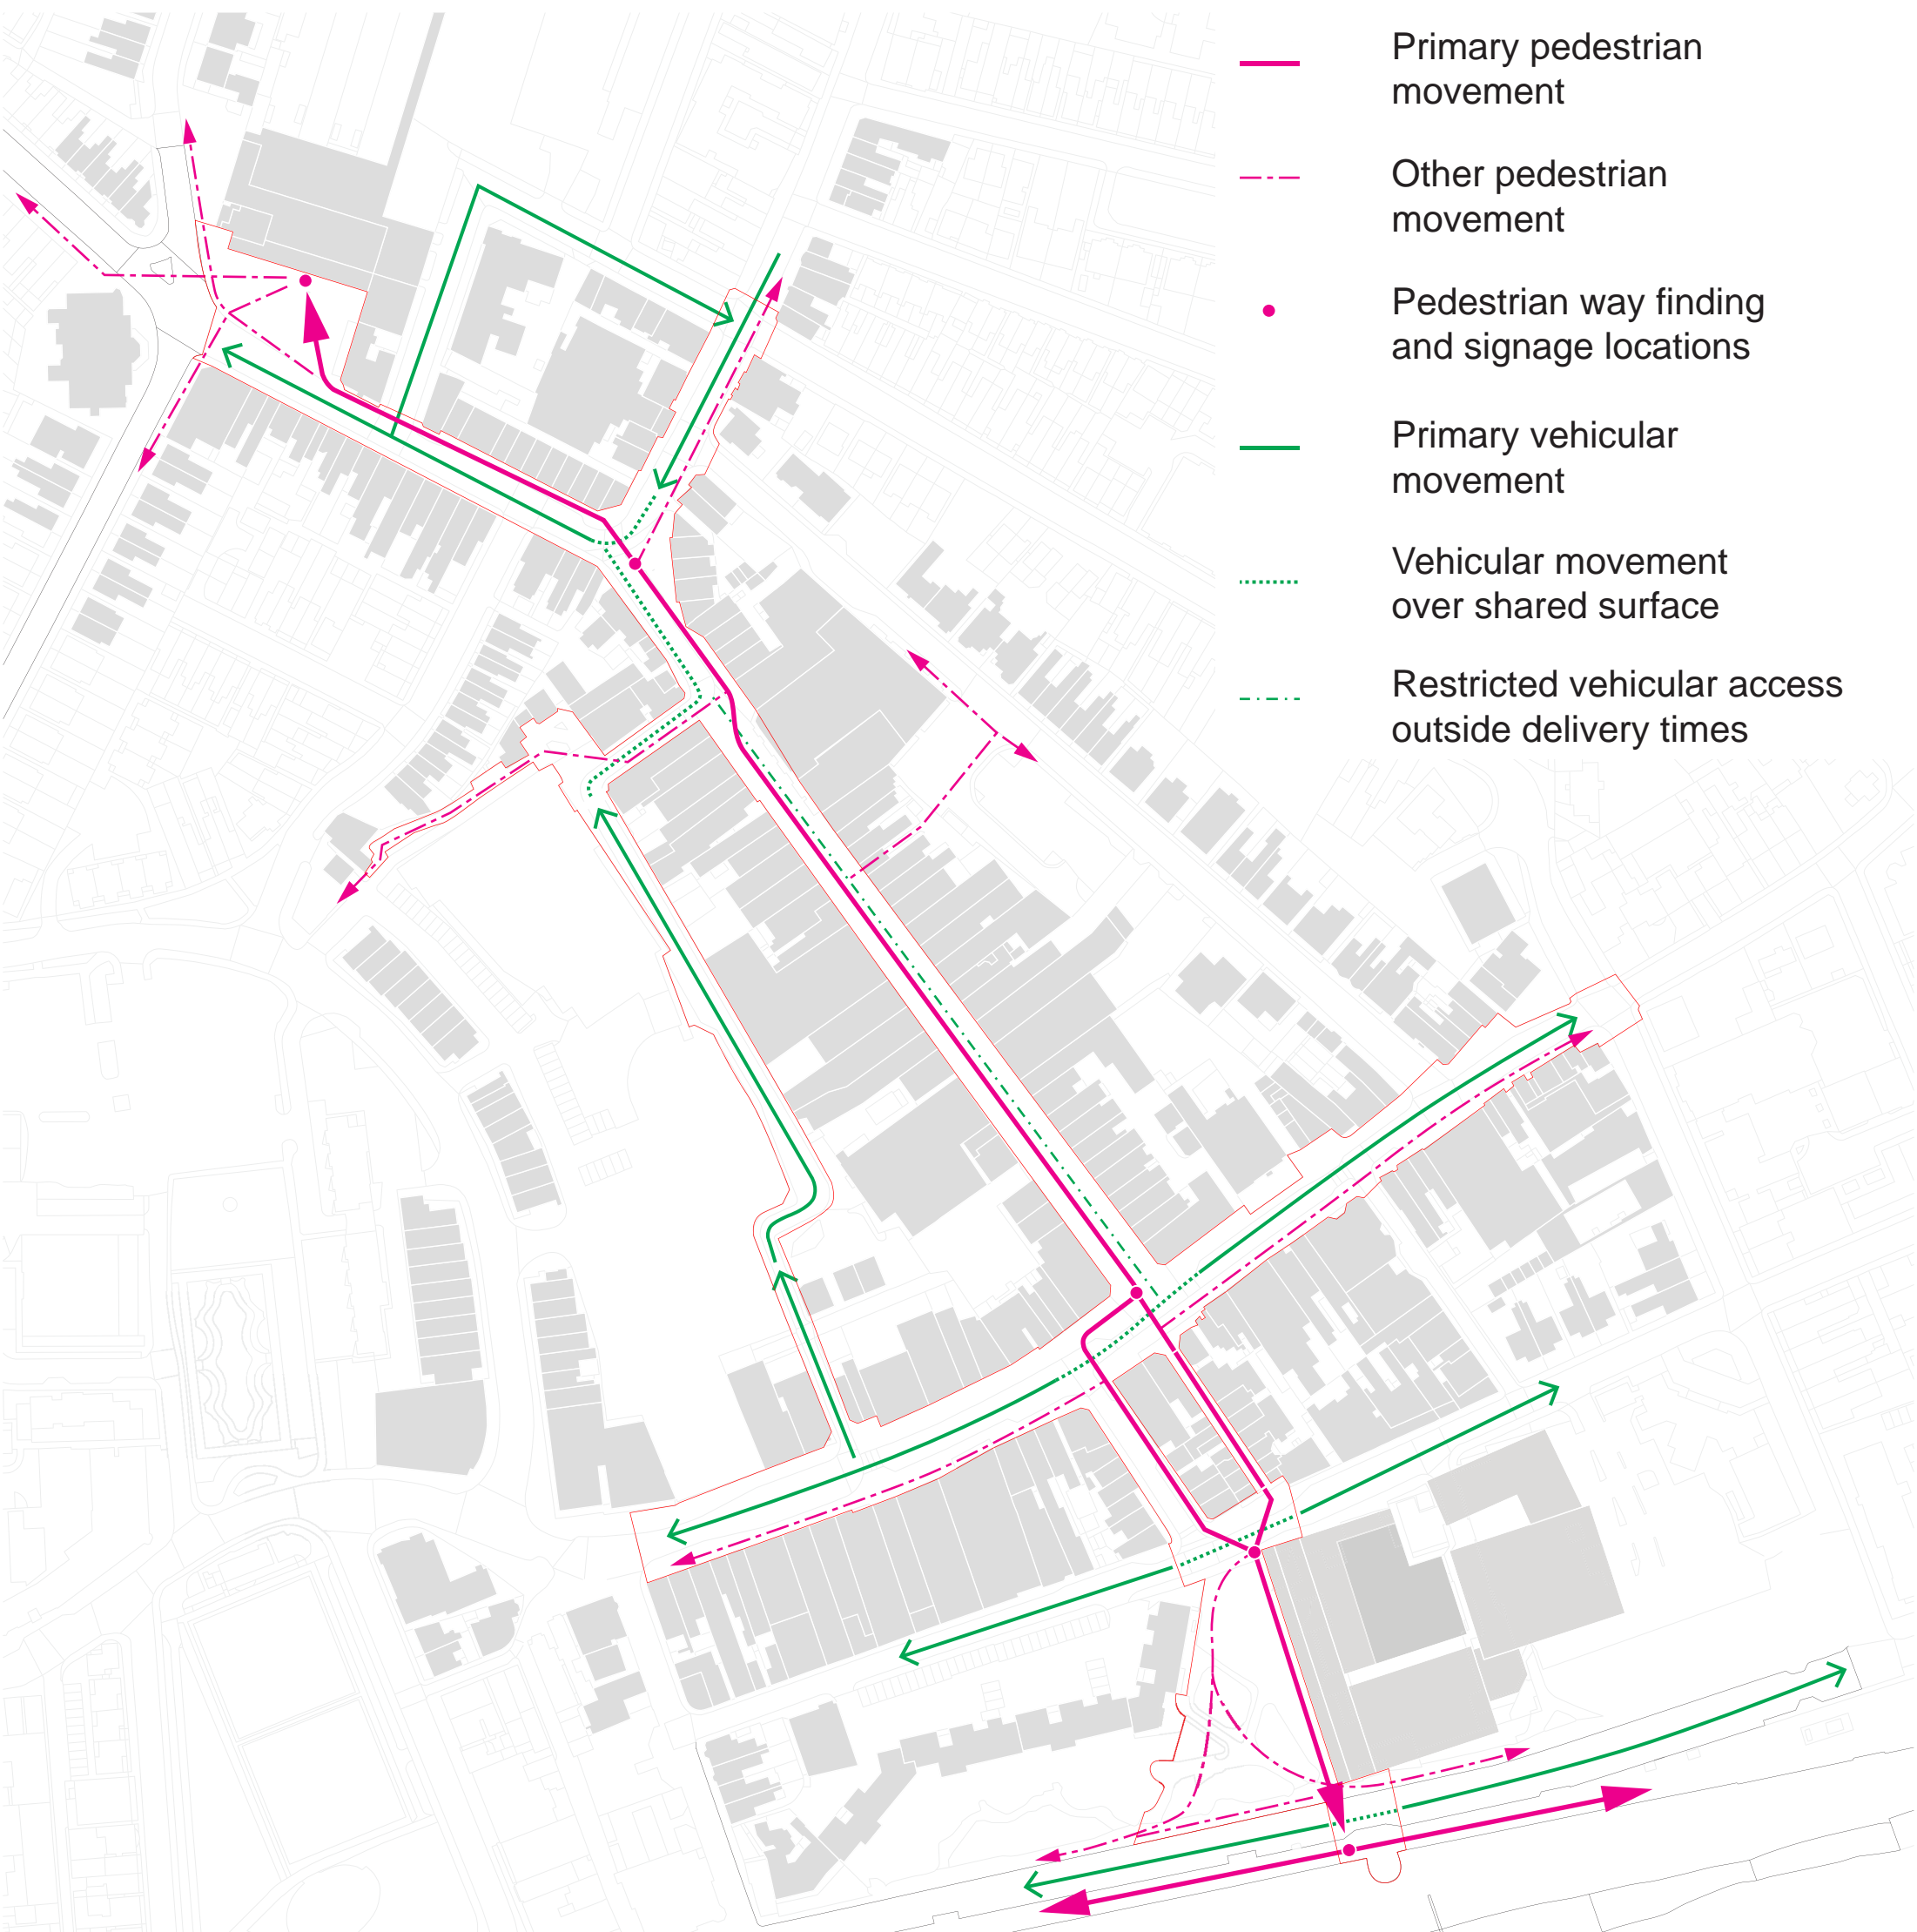 Primary pedestrian
movement
Other pedestrian
movement
Pedestrian way finding
and signage locations
Primary vehicular
movement
Vehicular movement
over shared surface
Restricted vehicular access
outside delivery times